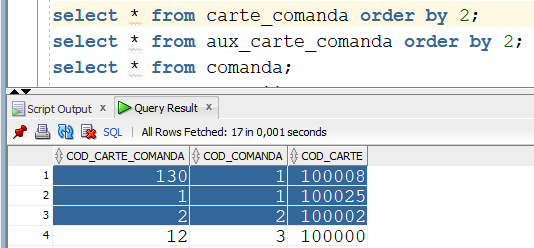 select * from carte_comanda order by 2;
select * from aux_carte_comanda order by 2;
select * from comanda;
Script Output x Query Result x
SQL | All Rows Fetched: 17 in 0,001 seconds
COD_CARTE_COMANDA COD_COMANDA COD_CARTE
1 130 1 100008
2 1 1 100025
3 2 2 100002
4 12 3 100000